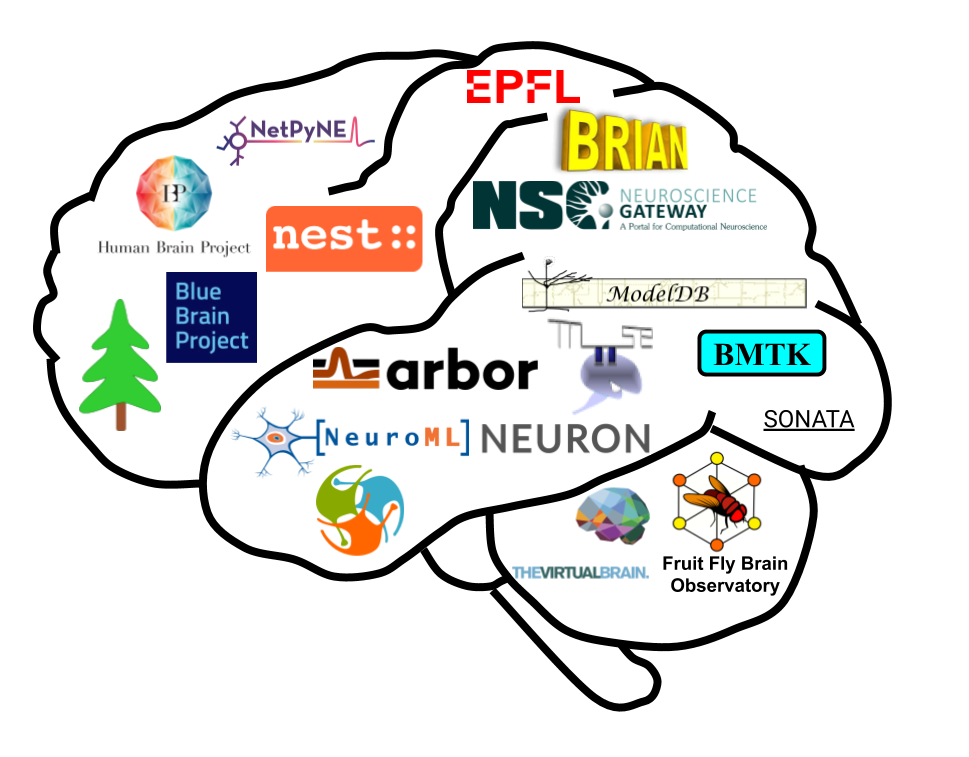 EPFL
NetPyNE
BRIAN
HBP
Human Brain Project
NSG NEUROSCIENCE
GATEWAY
A Portal for Computational Neuroscience
nest::
Blue
Brain
Project
ModelDB
BMTK
arbor
SONATA
[NeuroML]
NEURON
THEVIRTUALBRAIN.
Fruit Fly Brain
Observatory